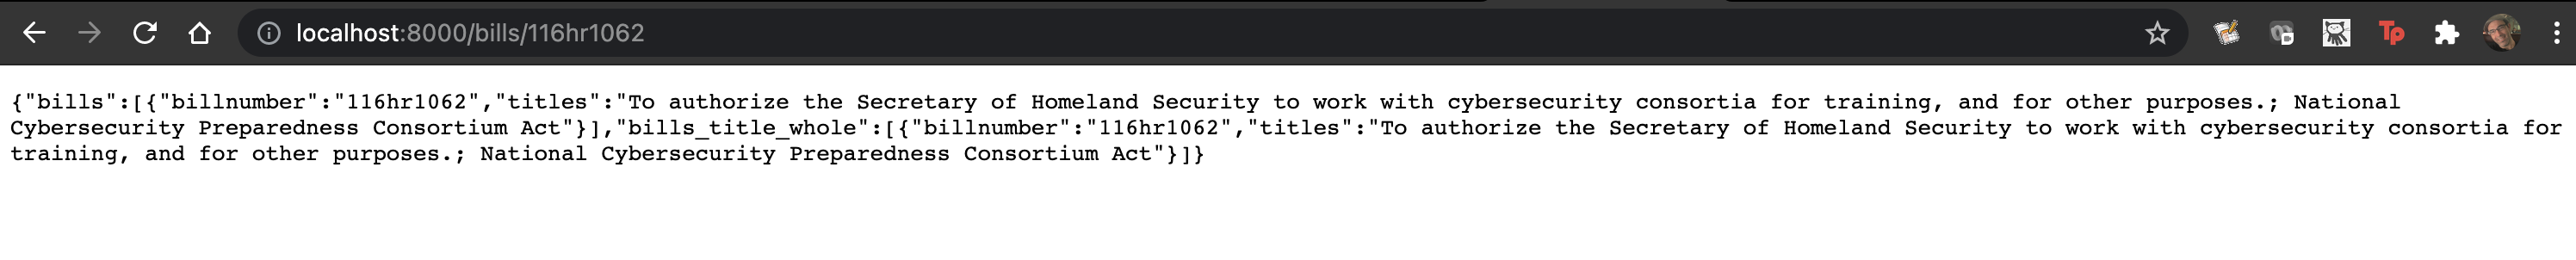 localhost:8000/bills/116hr1062
Tp
{"bills":[{"billnumber":"116hr1062","titles":"To authorize the Secretary of Homeland Security to work with cybersecurity consortia for training, and for other purposes.; National
Cybersecurity Preparedness Consortium Act"}],"bills_title_whole":[{"billnumber":"116hr1062","titles":"To authorize the Secretary of Homeland Security to work with cybersecurity consortia for
training, and for other purposes.; National Cybersecurity Preparedness Consortium Act"}]}